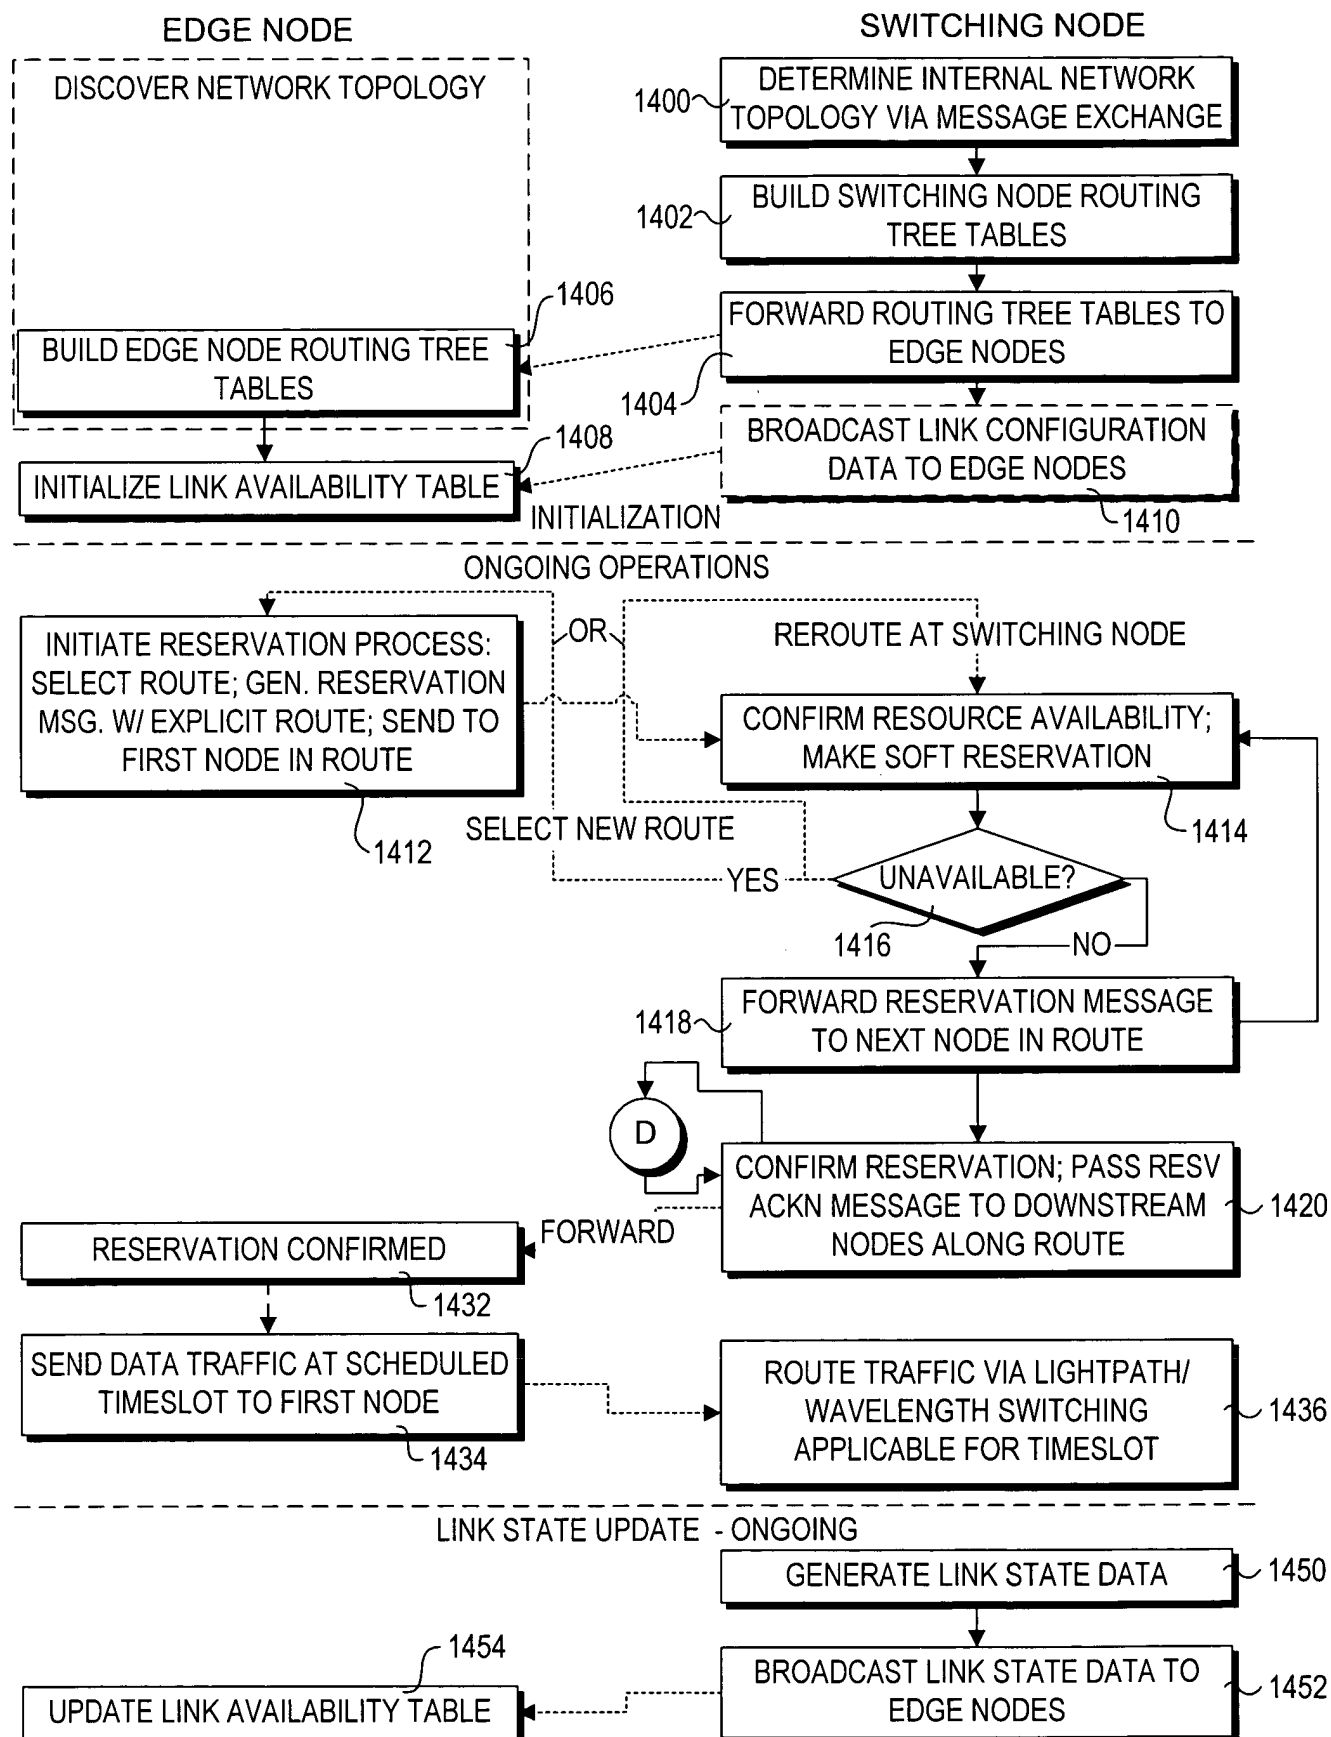 EDGE NODE
SWITCHING NODE
DISCOVER NETWORK TOPOLOGY
1400
DETERMINE INTERNAL NETWORK
TOPOLOGY VIA MESSAGE EXCHANGE
1402
BUILD SWITCHING NODE ROUTING
TREE TABLES
1406
BUILD EDGE NODE ROUTING TREE
TABLES
FORWARD ROUTING TREE TABLES TO
EDGE NODES
1404
1408
INITIALIZE LINK AVAILABILITY TABLE
BROADCAST LINK CONFIGURATION
DATA TO EDGE NODES
1410
INITIALIZATION
ONGOING OPERATIONS
INITIATE RESERVATION PROCESS:
SELECT ROUTE; GEN. RESERVATION
MSG. W/ EXPLICIT ROUTE; SEND TO
FIRST NODE IN ROUTE
1412
OR
REROUTE AT SWITCHING NODE
CONFIRM RESOURCE AVAILABILITY;
MAKE SOFT RESERVATION
1414
SELECT NEW ROUTE
YES
UNAVAILABLE?
1416
NO
1418
FORWARD RESERVATION MESSAGE
TO NEXT NODE IN ROUTE
D
CONFIRM RESERVATION; PASS RESV
ACKN MESSAGE TO DOWNSTREAM
NODES ALONG ROUTE
1420
FORWARD
RESERVATION CONFIRMED
1432
SEND DATA TRAFFIC AT SCHEDULED
TIMESLOT TO FIRST NODE
1434
ROUTE TRAFFIC VIA LIGHTPATH/
WAVELENGTH SWITCHING
APPLICABLE FOR TIMESLOT
1436
LINK STATE UPDATE - ONGOING
GENERATE LINK STATE DATA
1450
1454
UPDATE LINK AVAILABILITY TABLE
BROADCAST LINK STATE DATA TO
EDGE NODES
1452